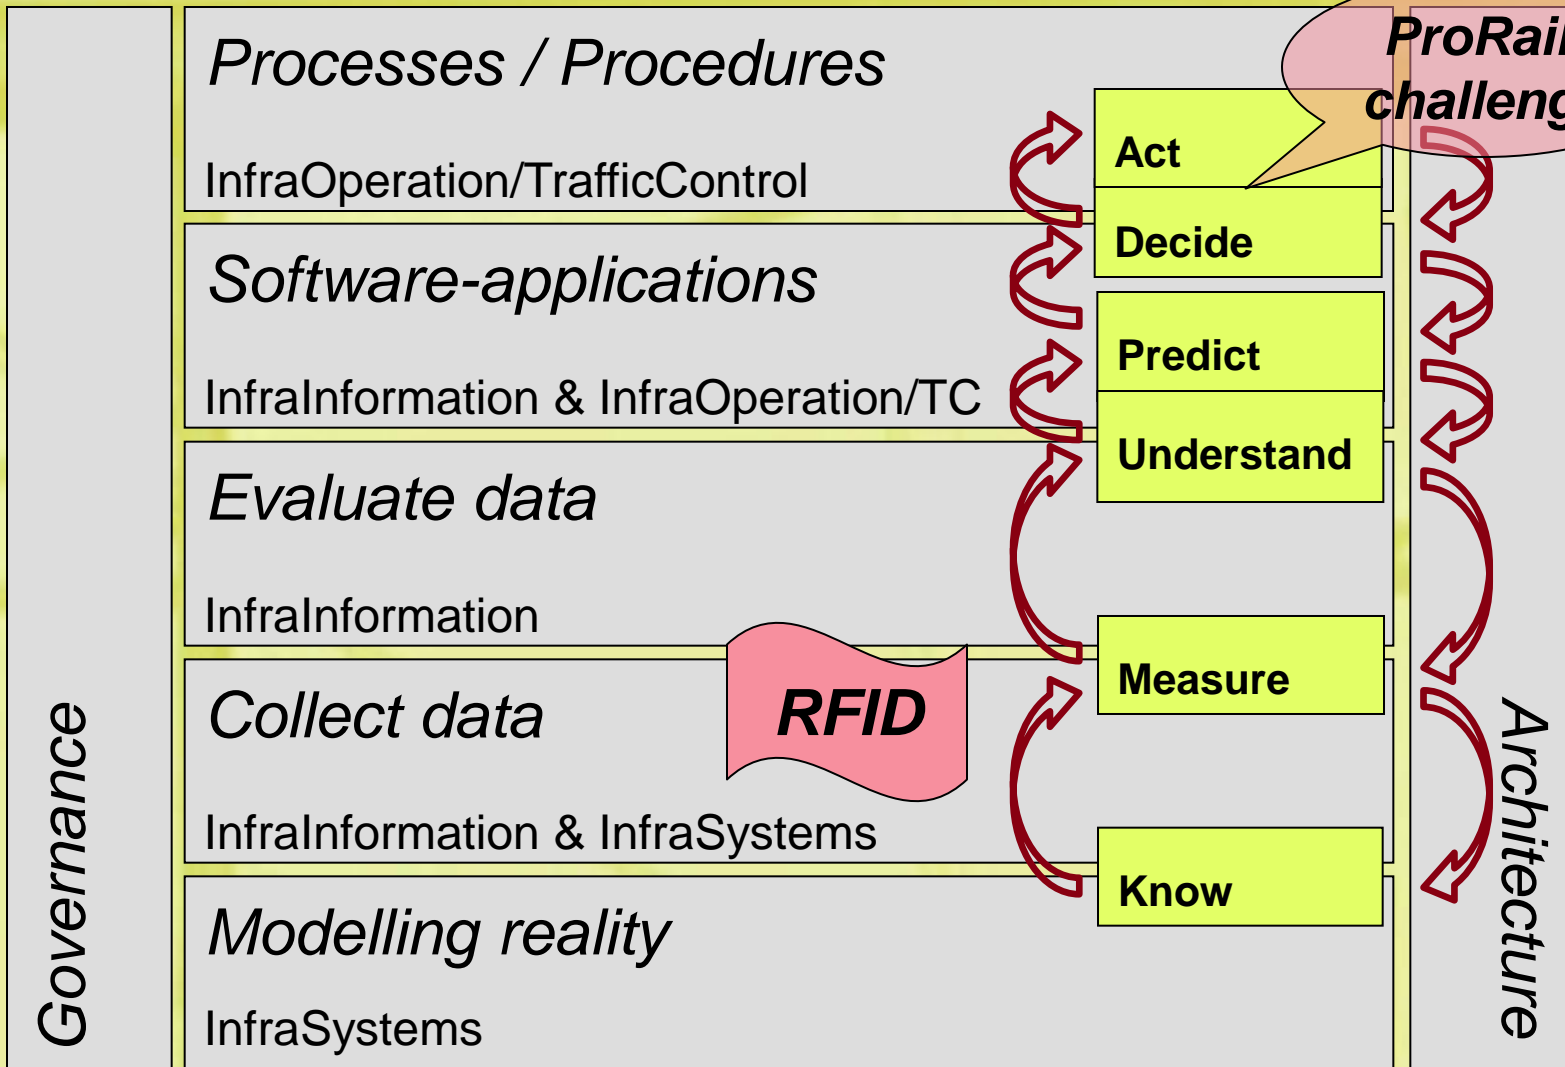 Governance
Processes / Procedures
InfraOperation/TrafficControl
Software-applications
InfraInformation & InfraOperation/TC
Evaluate data
InfraInformation
Collect data
RFID
InfraInformation & InfraSystems
Modelling reality
InfraSystems
ProRail
Act
Decide
Predict
Understand
Measure
Know
Architecture